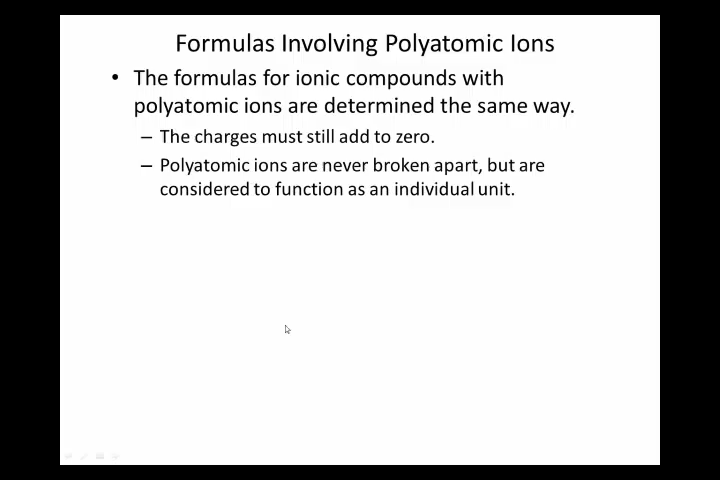 Formulas Involving Polyatomic Ions
• The formulas for ionic compounds with
polyatomic ions are determined the same way.
– The charges must still add to zero.
– Polyatomic ions are never broken apart, but are
considered to function as an individual unit.